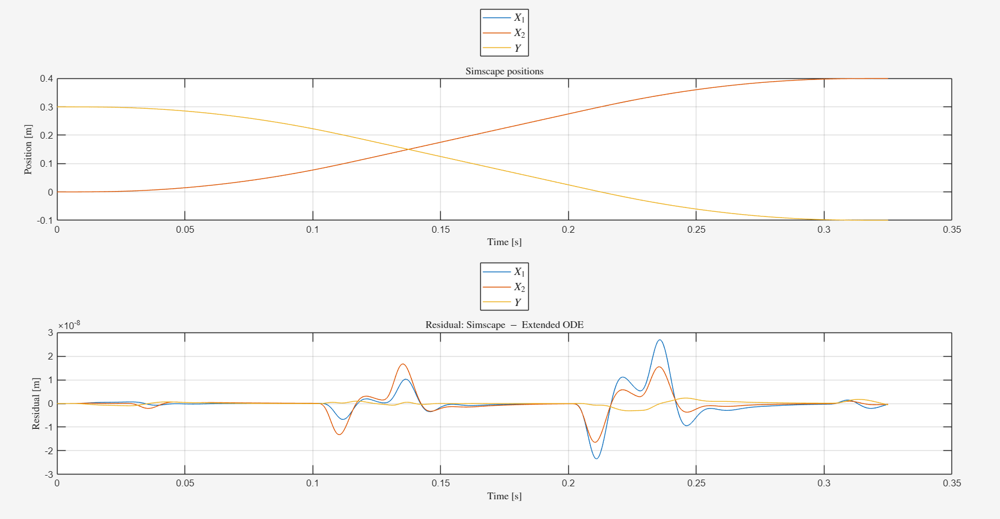 X₁
X₂
Y
Simscape positions
0.4
0.3
0.2
0.1
0
-0.1
Position [m]
0 0.05 0.1 0.15 0.2 0.25 0.3 0.35
Time [s]
X₁
X₂
Y
×10⁻⁸
Residual: Simscape − Extended ODE
3
2
1
0
-1
-2
-3
Residual [m]
0 0.05 0.1 0.15 0.2 0.25 0.3 0.35
Time [s]